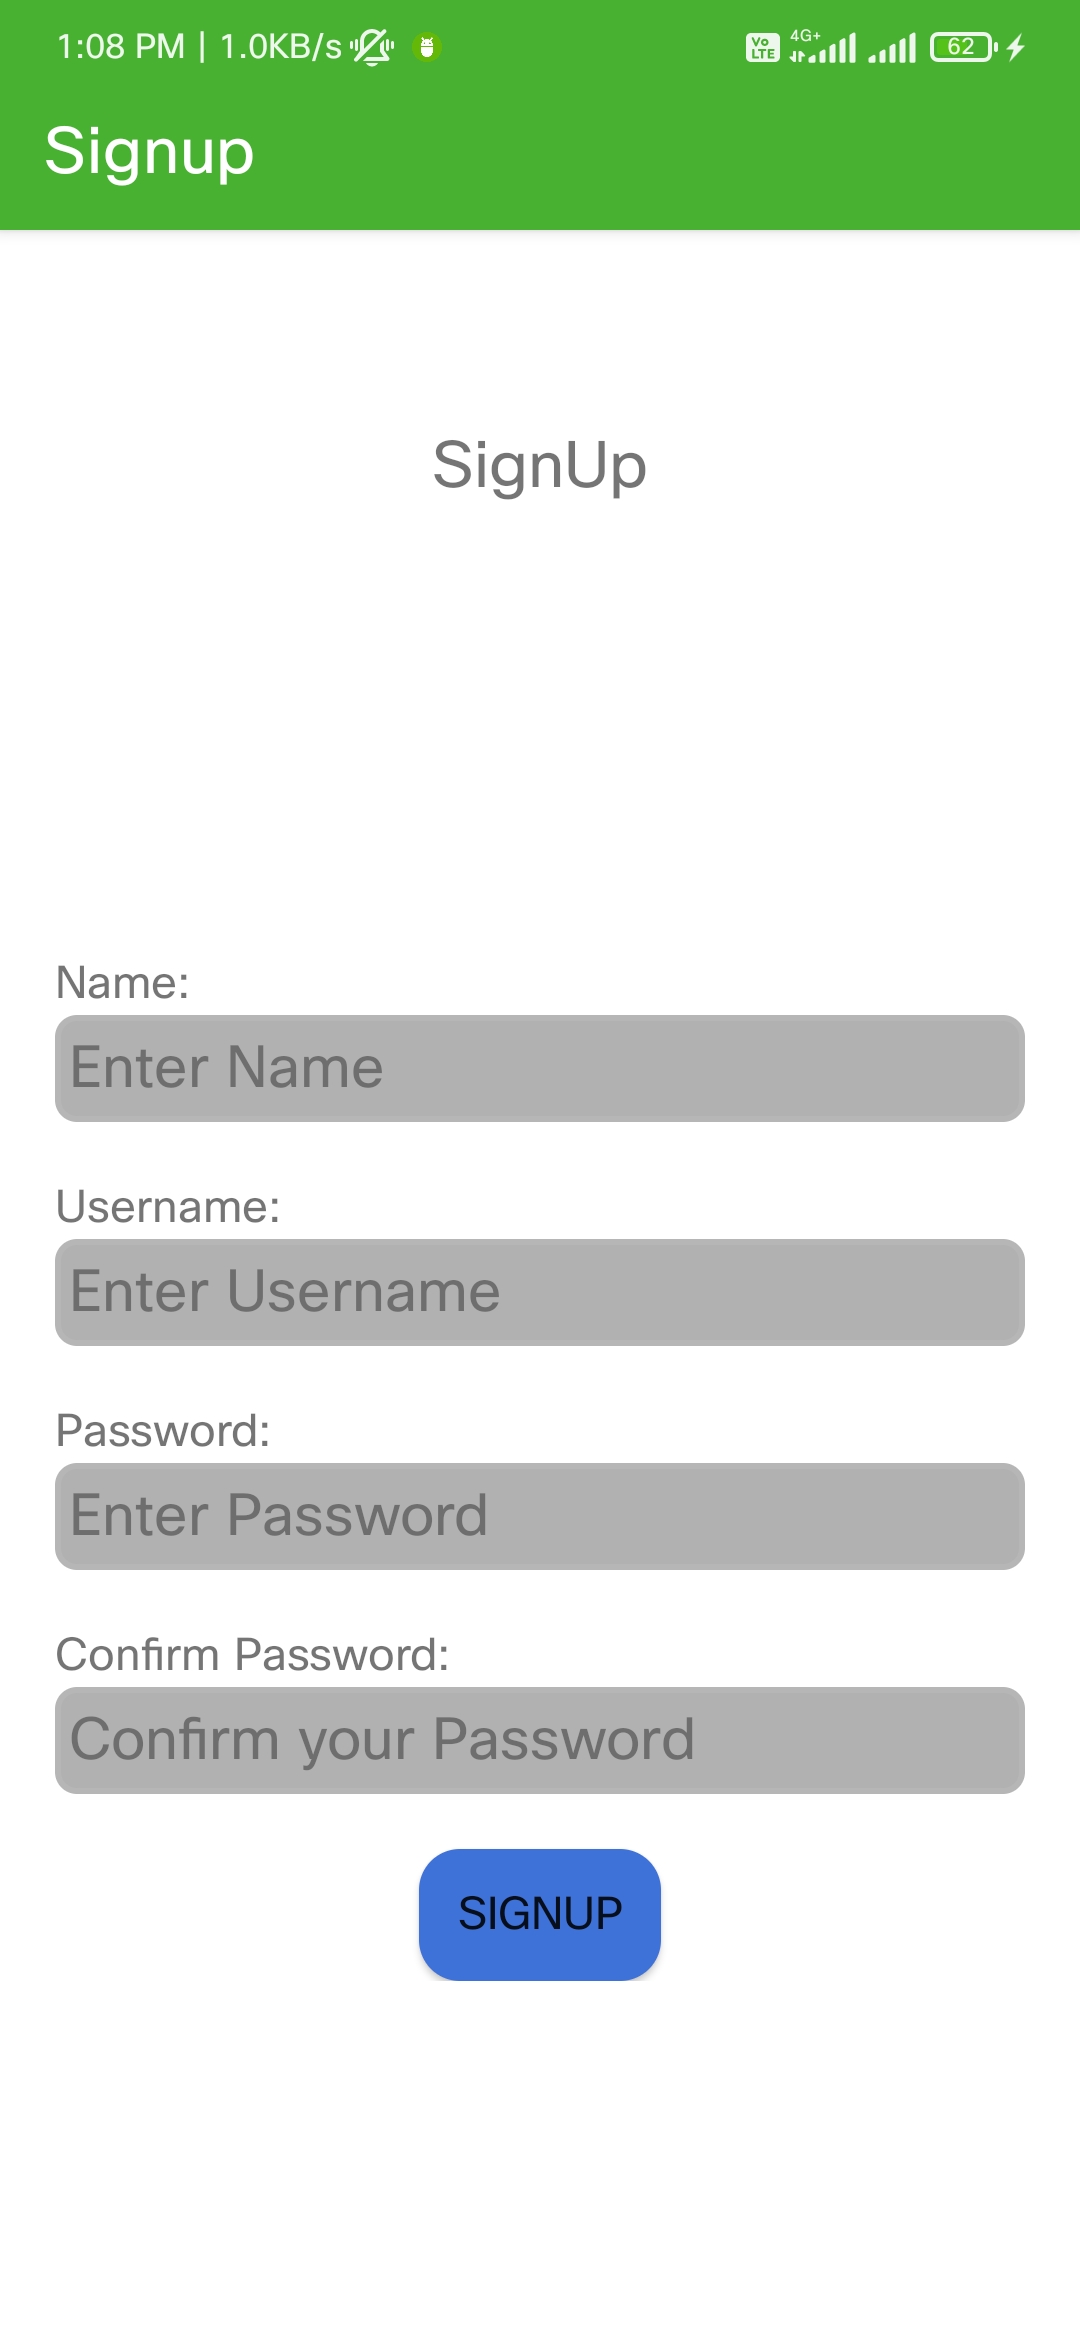 1:08 PM | 1.0KB/s Vo LTE 4G+ 62
Signup
SignUp
Name:
Enter Name
Username:
Enter Username
Password:
Enter Password
Confirm Password:
Confirm your Password
SIGNUP